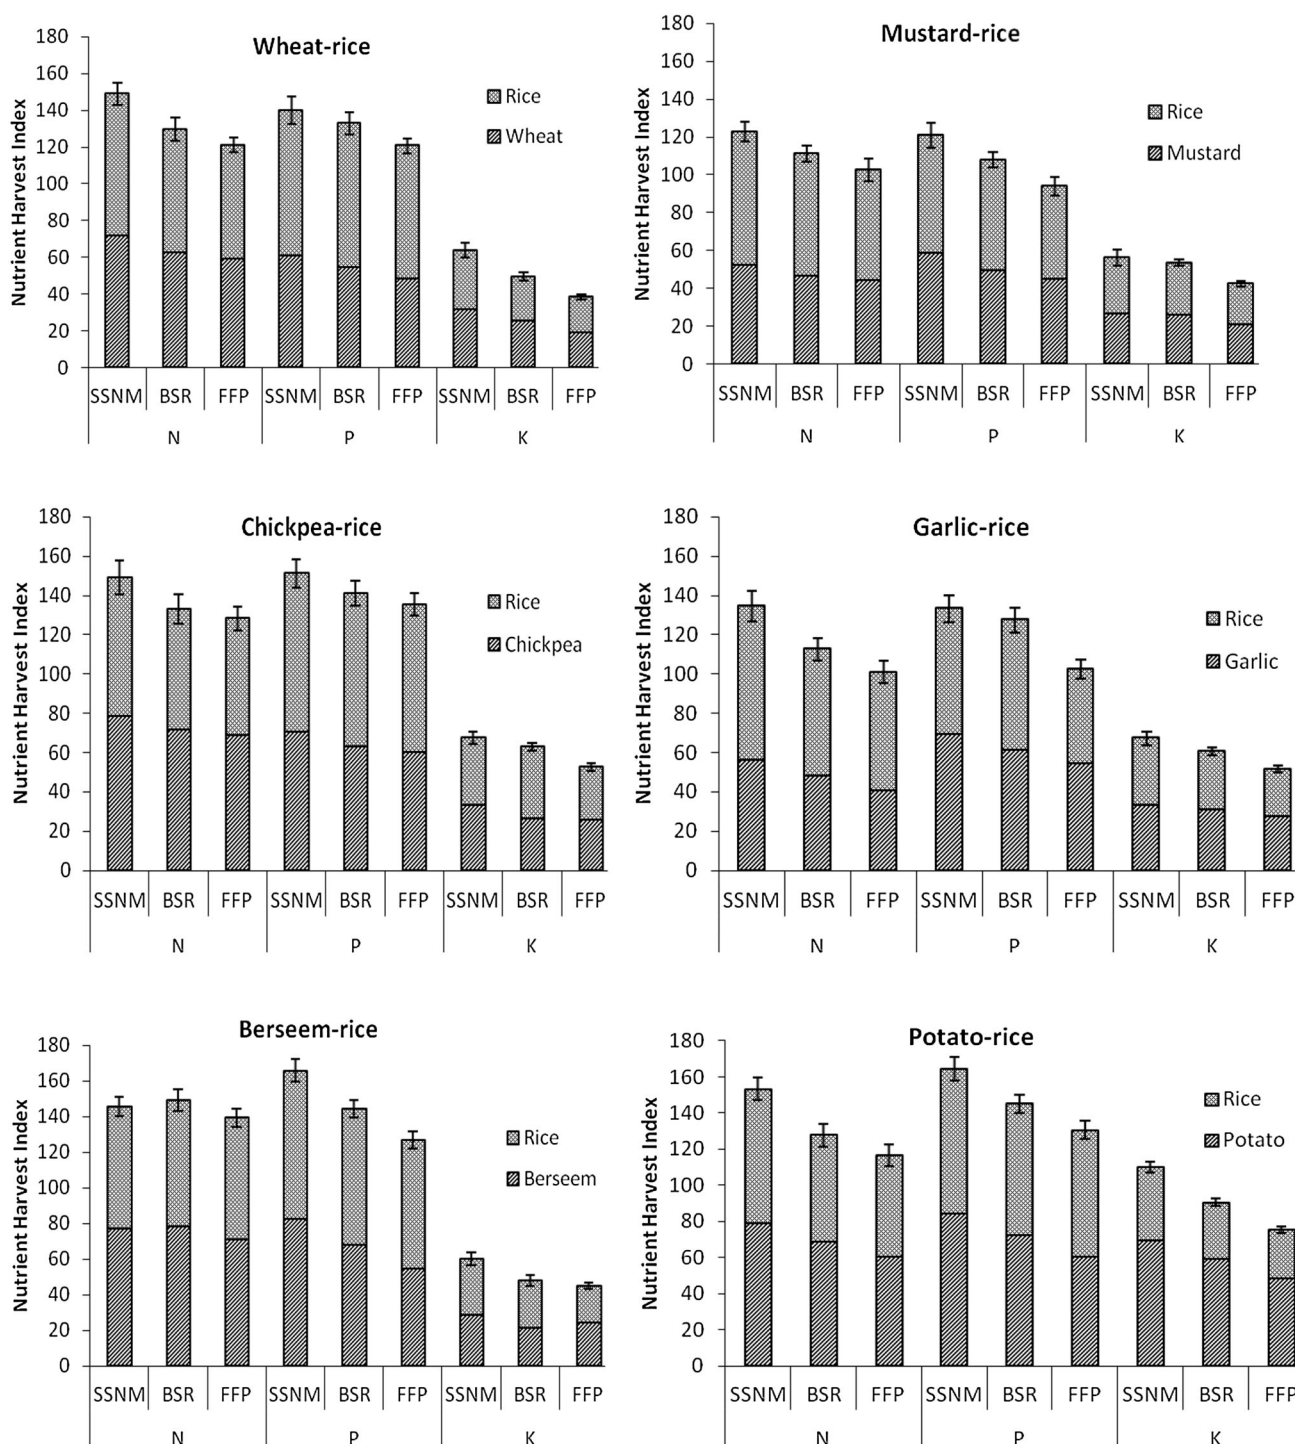 Wheat-rice
Nutrient Harvest Index
180
160
140
120
100
80
60
40
20
0
Rice
Wheat
SSNM BSR FFP SSNM BSR FFP SSNM BSR FFP
N P K
Mustard-rice
Nutrient Harvest Index
180
160
140
120
100
80
60
40
20
0
Rice
Mustard
SSNM BSR FFP SSNM BSR FFP SSNM BSR FFP
N P K
Chickpea-rice
Nutrient Harvest Index
180
160
140
120
100
80
60
40
20
0
Rice
Chickpea
SSNM BSR FFP SSNM BSR FFP SSNM BSR FFP
N P K
Garlic-rice
Nutrient Harvest Index
180
160
140
120
100
80
60
40
20
0
Rice
Garlic
SSNM BSR FFP SSNM BSR FFP SSNM BSR FFP
N P K
Berseem-rice
Nutrient Harvest Index
180
160
140
120
100
80
60
40
20
0
Rice
Berseem
SSNM BSR FFP SSNM BSR FFP SSNM BSR FFP
N P K
Potato-rice
Nutrient Harvest Index
180
160
140
120
100
80
60
40
20
0
Rice
Potato
SSNM BSR FFP SSNM BSR FFP SSNM BSR FFP
N P K